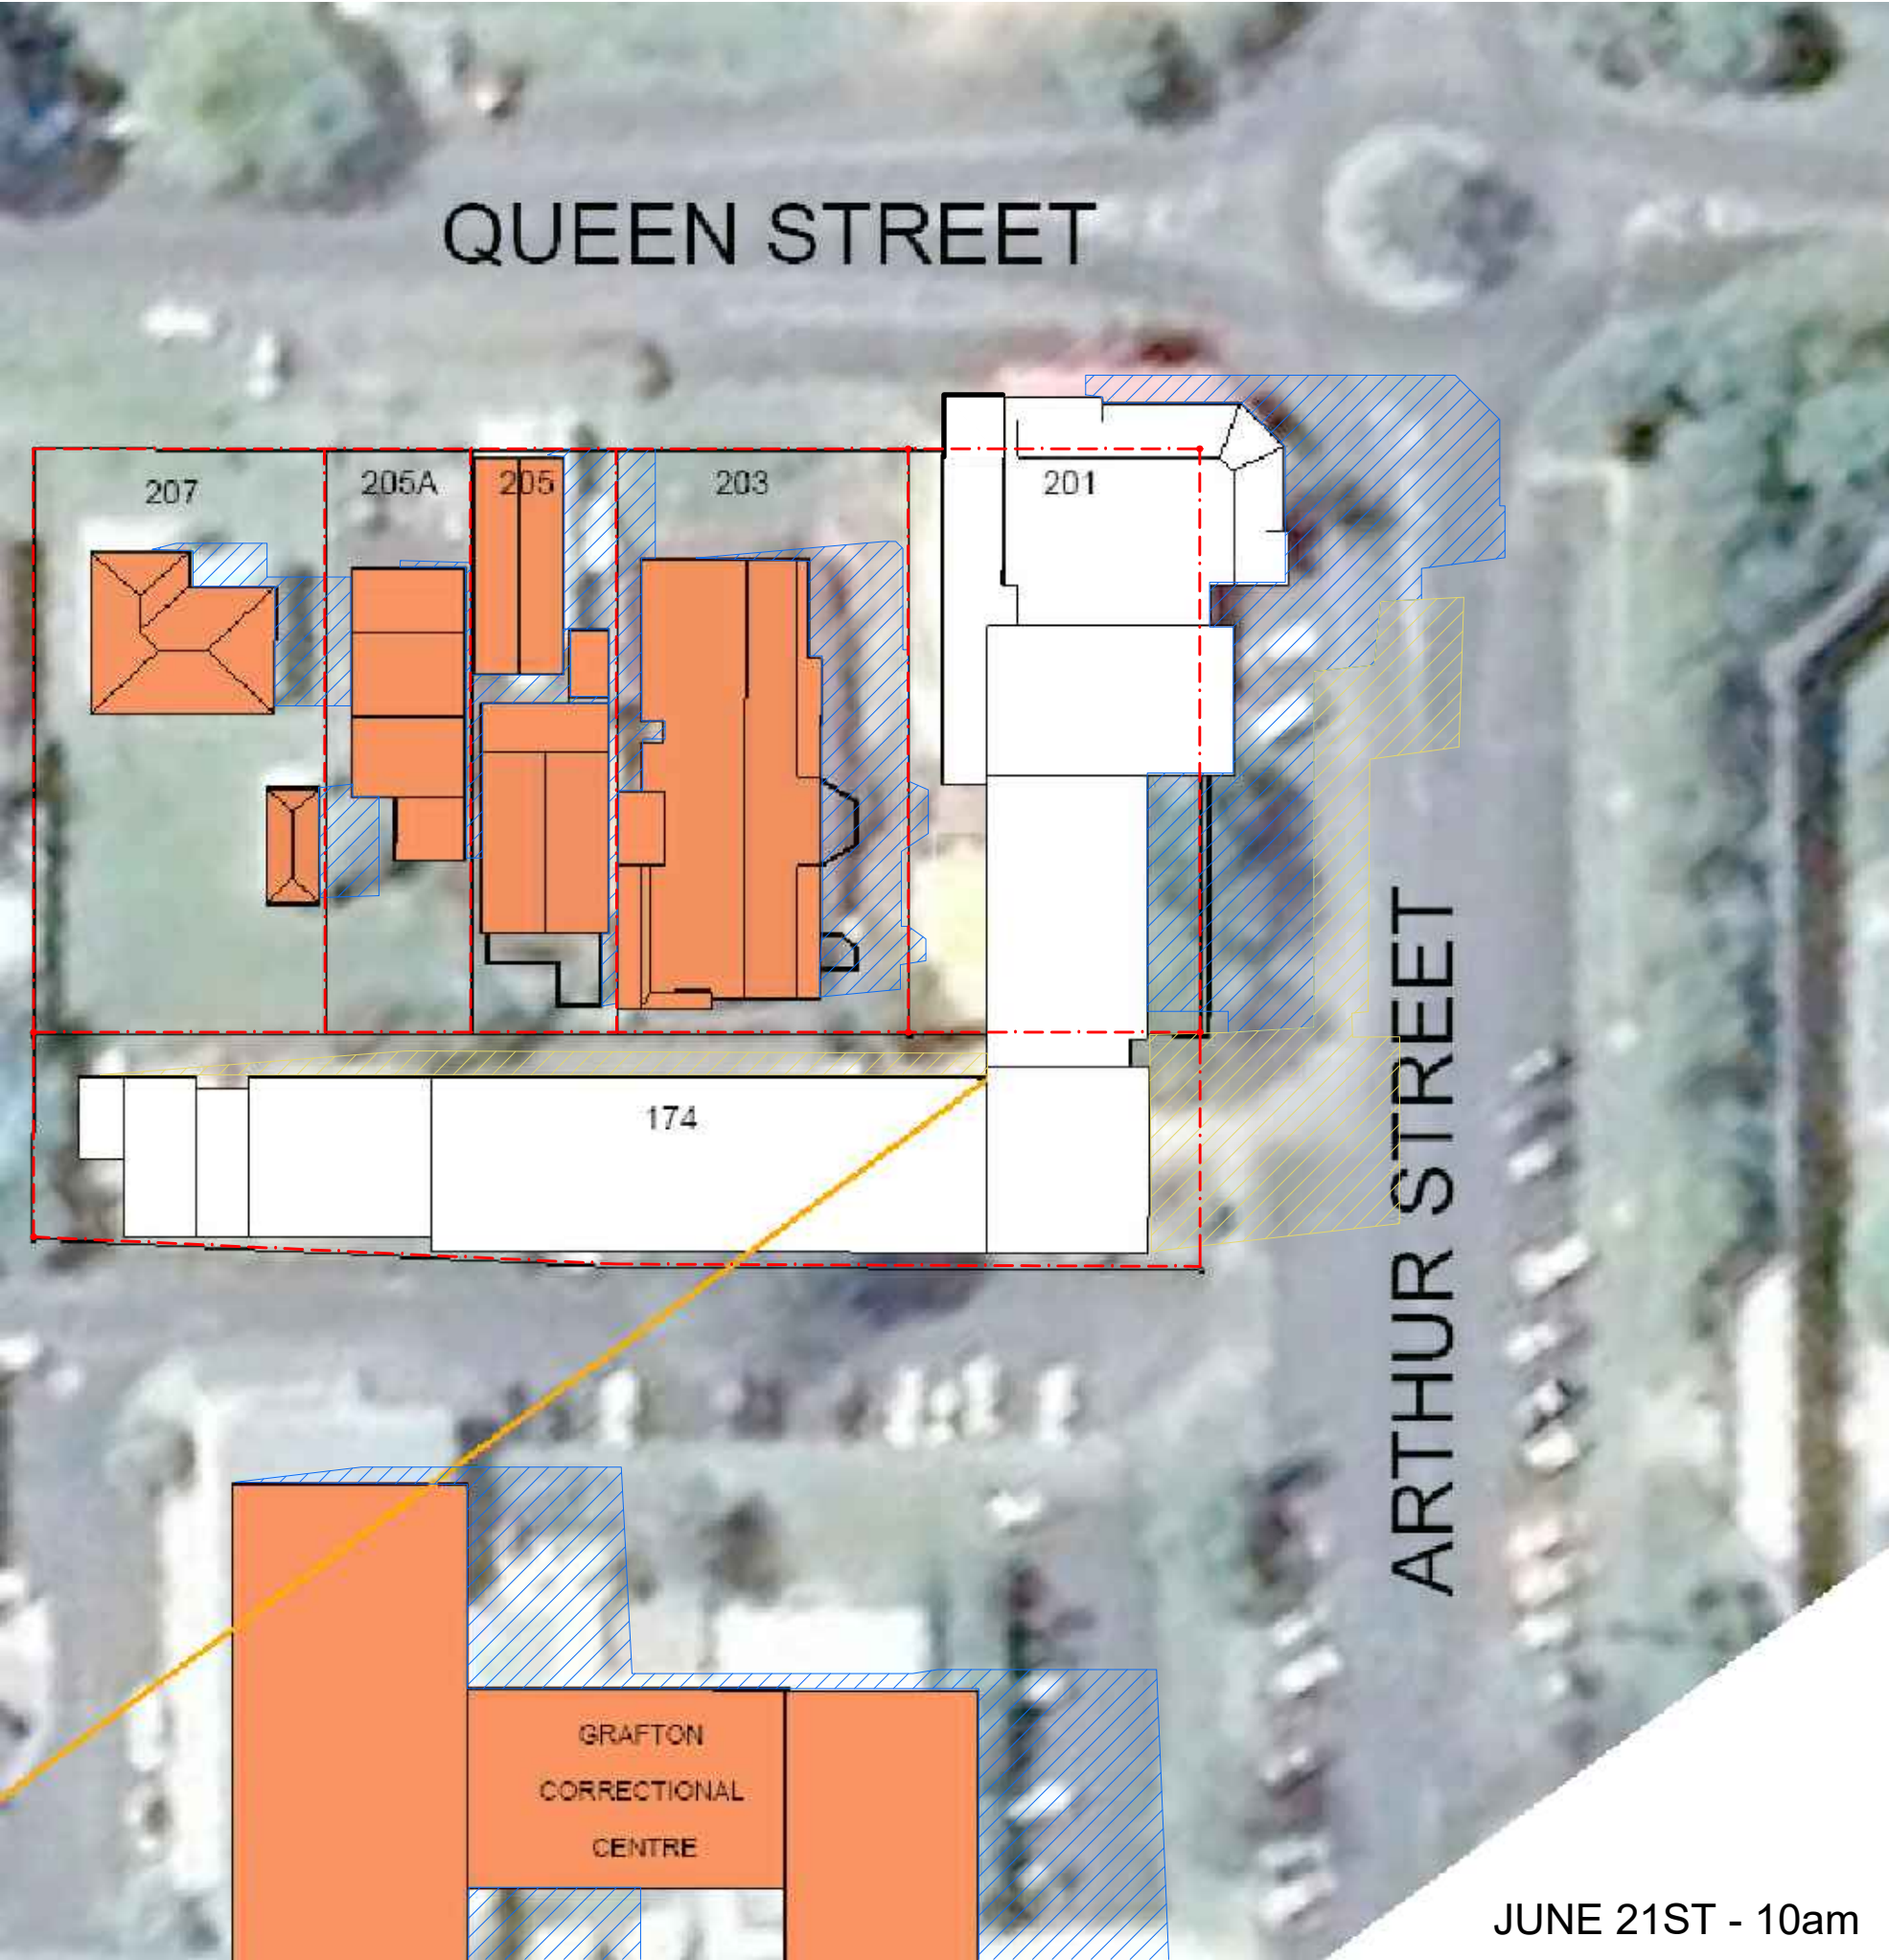 QUEEN STREET
207
205A
205
203
201
174
ARTHUR STREET
GRAFTON
CORRECTIONAL
CENTRE
JUNE 21ST - 10am